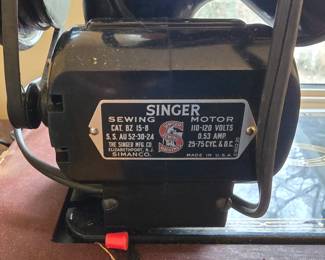 SINGER
SEWING MOTOR
CAT. BZ 15-8 110-120 VOLTS
S. S. AU 52-30-24 0.53 AMP
THE SINGER MFG. CO. 25-75 CYC. & D.C.
ELIZABETHPORT, N. J.
SIMANCO. MADE IN U.S.A.